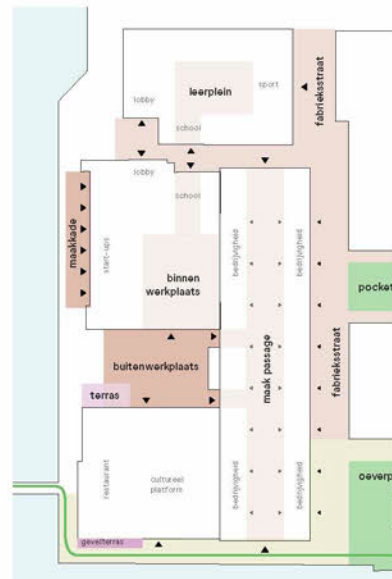 lobby
leerplein
sport
school
fabrieksstraat
lobby
school
maakkade
start-ups
binnen
werkplaats
bedrijvigheid
bedrijvigheid
maak passage
pocket
buitenwerkplaats
terras
fabrieksstraat
restaurant
cultureel
platform
bedrijvigheid
bedrijvigheid
oeverp
gevelterras